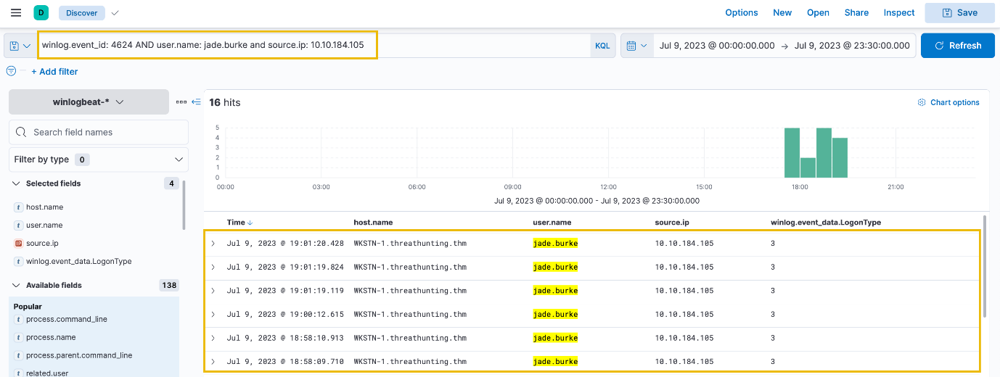 D Discover Options New Open Share Inspect Save
winlog.event_id: 4624 AND user.name: jade.burke and source.ip: 10.10.184.105 KQL Jul 9, 2023 @ 00:00:00.000 → Jul 9, 2023 @ 23:30:00.000 Refresh
+ Add filter
winlogbeat-*
16 hits Chart options
Search field names
Filter by type 0
Selected fields 4
host.name
user.name
IP source.ip
t winlog.event_data.LogonType
Available fields 138
Popular
t process.command_line
t process.name
t process.parent.command_line
t related.user
5
4
3
2
1
0
00:00 03:00 06:00 09:00 12:00 15:00 18:00 21:00
Jul 9, 2023 @ 00:00:00.000 - Jul 9, 2023 @ 23:30:00.000
Time ↓ host.name user.name source.ip winlog.event_data.LogonType
Jul 9, 2023 @ 19:01:20.428 WKSTN-1.threathunting.thm jade.burke 10.10.184.105 3
Jul 9, 2023 @ 19:01:19.824 WKSTN-1.threathunting.thm jade.burke 10.10.184.105 3
Jul 9, 2023 @ 19:01:19.119 WKSTN-1.threathunting.thm jade.burke 10.10.184.105 3
Jul 9, 2023 @ 19:00:12.615 WKSTN-1.threathunting.thm jade.burke 10.10.184.105 3
Jul 9, 2023 @ 18:58:10.913 WKSTN-1.threathunting.thm jade.burke 10.10.184.105 3
Jul 9, 2023 @ 18:58:09.710 WKSTN-1.threathunting.thm jade.burke 10.10.184.105 3